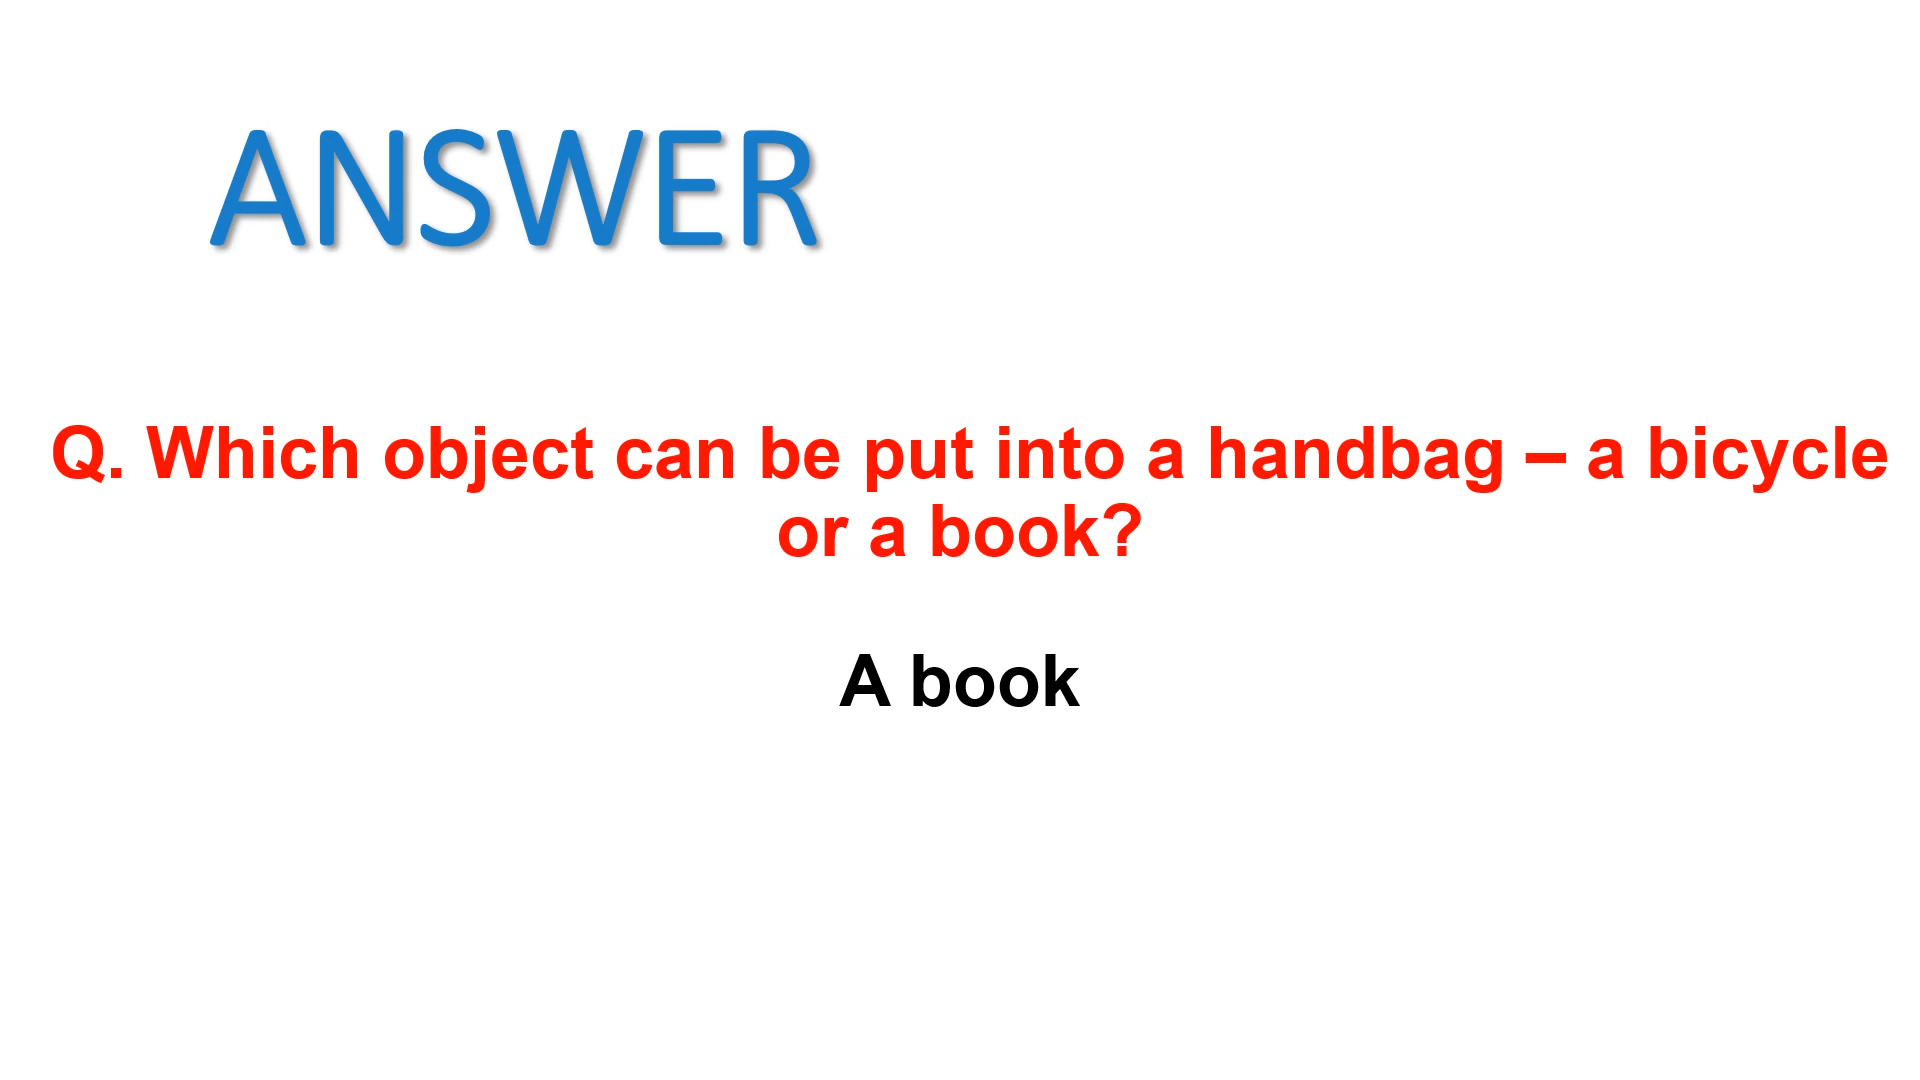 ANSWER
Q. Which object can be put into a handbag – a bicycle
or a book?
A book